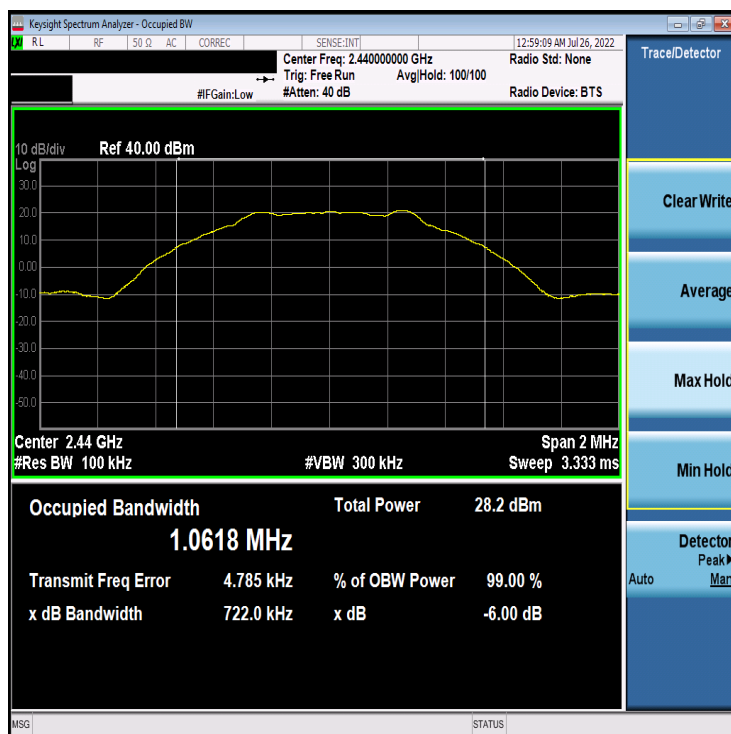 Keysight Spectrum Analyzer - Occupied BW
LXI RL RF 50 Ω AC CORREC SENSE:INT 12:59:09 AM Jul 26, 2022
Center Freq: 2.440000000 GHz Radio Std: None
Trig: Free Run Avg|Hold: 100/100
#IFGain:Low #Atten: 40 dB Radio Device: BTS
10 dB/div Ref 40.00 dBm
Log
30.0
20.0
10.0
0.00
-10.0
-20.0
-30.0
-40.0
-50.0
Center 2.44 GHz Span 2 MHz
#Res BW 100 kHz #VBW 300 kHz Sweep 3.333 ms
Occupied Bandwidth Total Power 28.2 dBm
1.0618 MHz
Transmit Freq Error 4.785 kHz % of OBW Power 99.00 %
x dB Bandwidth 722.0 kHz x dB -6.00 dB
MSG STATUS
Trace/Detector
Clear Write
Average
Max Hold
Min Hold
Detector
Peak
Auto Man